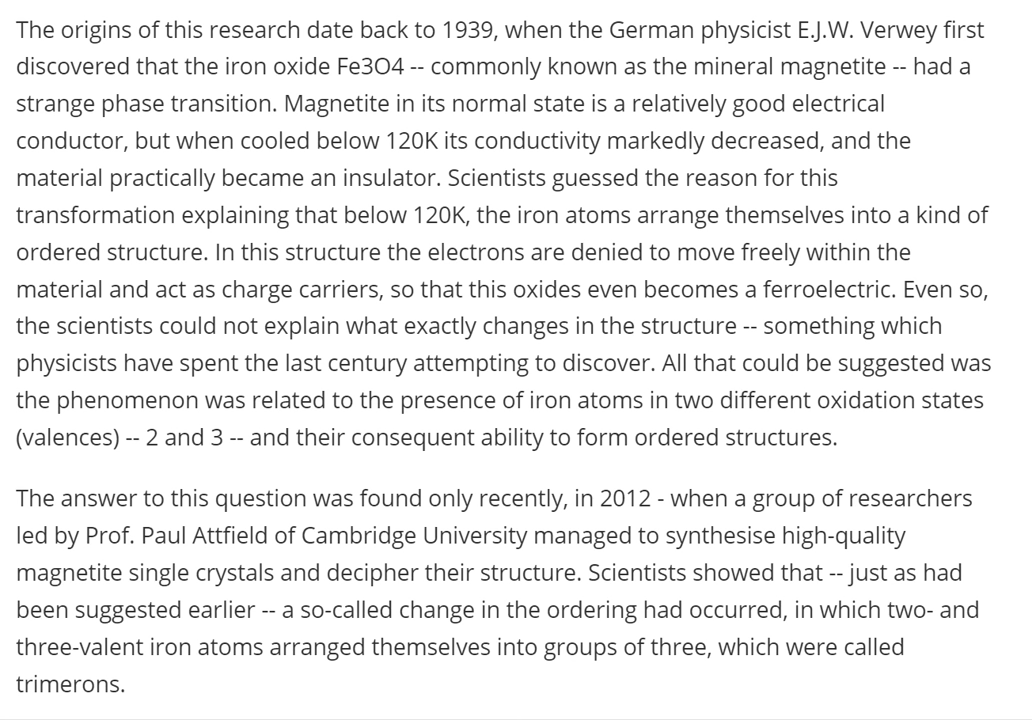 The origins of this research date back to 1939, when the German physicist E.J.W. Verwey first
discovered that the iron oxide Fe3O4 -- commonly known as the mineral magnetite -- had a
strange phase transition. Magnetite in its normal state is a relatively good electrical
conductor, but when cooled below 120K its conductivity markedly decreased, and the
material practically became an insulator. Scientists guessed the reason for this
transformation explaining that below 120K, the iron atoms arrange themselves into a kind of
ordered structure. In this structure the electrons are denied to move freely within the
material and act as charge carriers, so that this oxides even becomes a ferroelectric. Even so,
the scientists could not explain what exactly changes in the structure -- something which
physicists have spent the last century attempting to discover. All that could be suggested was
the phenomenon was related to the presence of iron atoms in two different oxidation states
(valences) -- 2 and 3 -- and their consequent ability to form ordered structures.
The answer to this question was found only recently, in 2012 - when a group of researchers
led by Prof. Paul Attfield of Cambridge University managed to synthesise high-quality
magnetite single crystals and decipher their structure. Scientists showed that -- just as had
been suggested earlier -- a so-called change in the ordering had occurred, in which two- and
three-valent iron atoms arranged themselves into groups of three, which were called
trimerons.